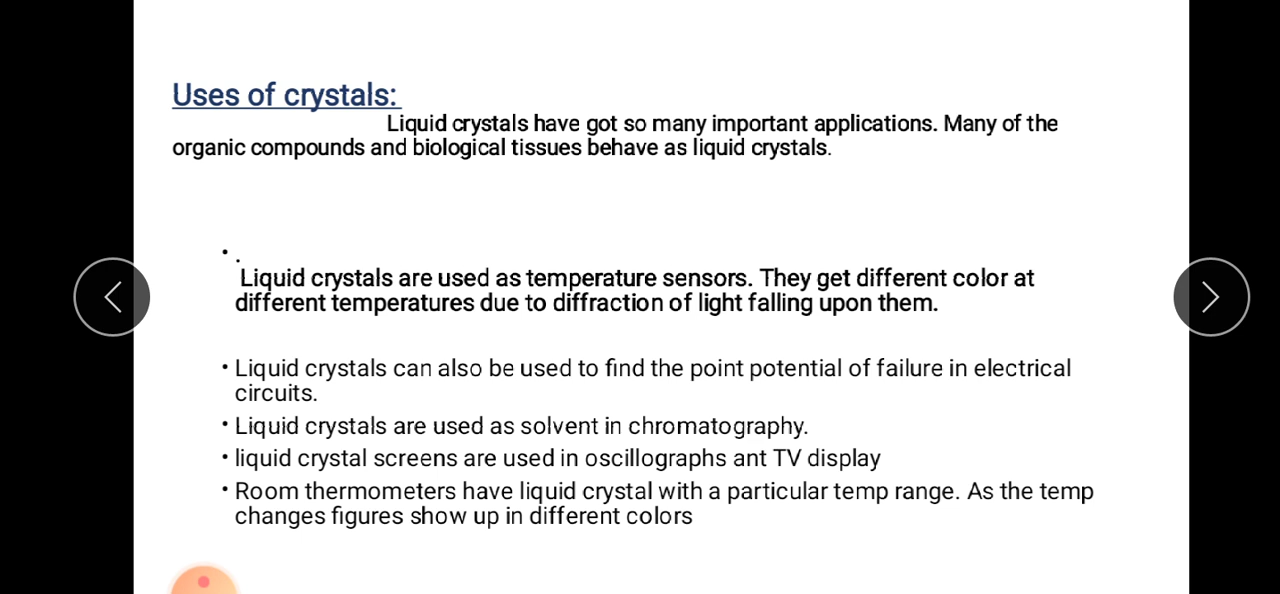 Uses of crystals:
Liquid crystals have got so many important applications. Many of the
organic compounds and biological tissues behave as liquid crystals.
• .
Liquid crystals are used as temperature sensors. They get different color at
different temperatures due to diffraction of light falling upon them.
• Liquid crystals can also be used to find the point potential of failure in electrical
circuits.
• Liquid crystals are used as solvent in chromatography.
• liquid crystal screens are used in oscillographs ant TV display
• Room thermometers have liquid crystal with a particular temp range. As the temp
changes figures show up in different colors